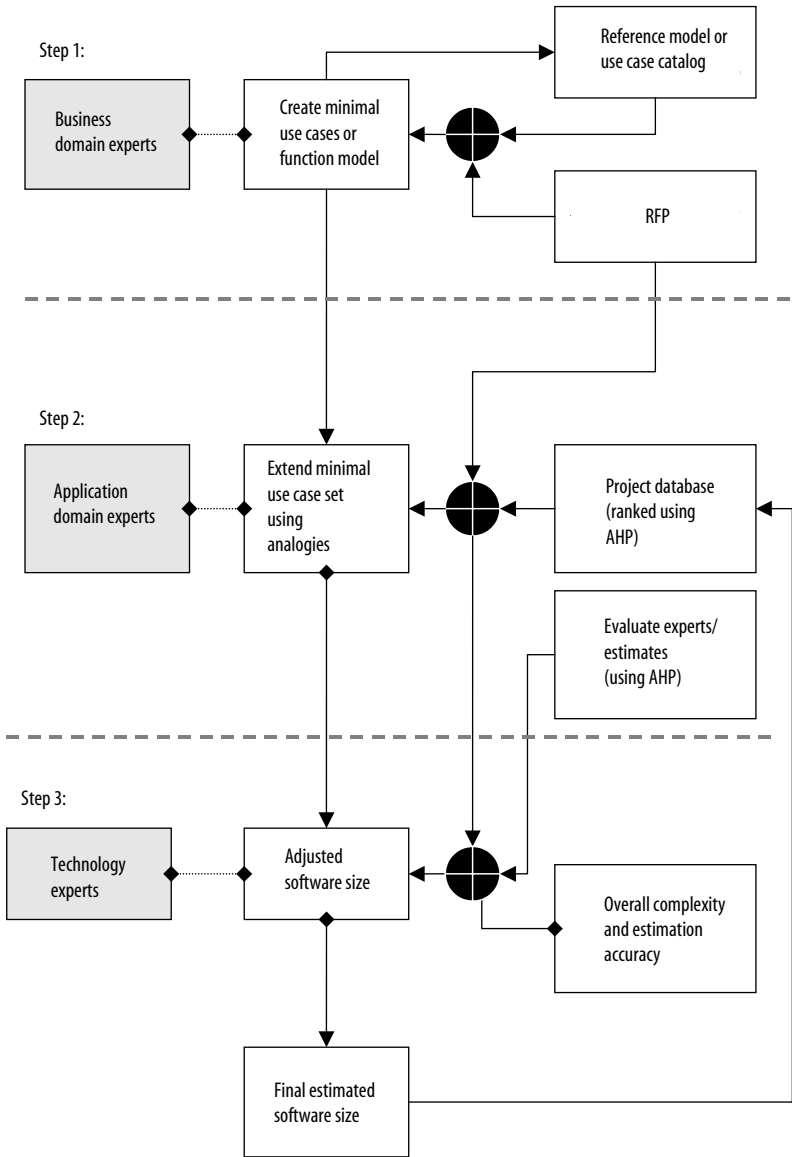 Step 1:
Business
domain experts
Create minimal
use cases or
function model
Reference model or
use case catalog
RFP
Step 2:
Application
domain experts
Extend minimal
use case set
using
analogies
Project database
(ranked using
AHP)
Evaluate experts/
estimates
(using AHP)
Step 3:
Technology
experts
Adjusted
software size
Overall complexity
and estimation
accuracy
Final estimated
software size